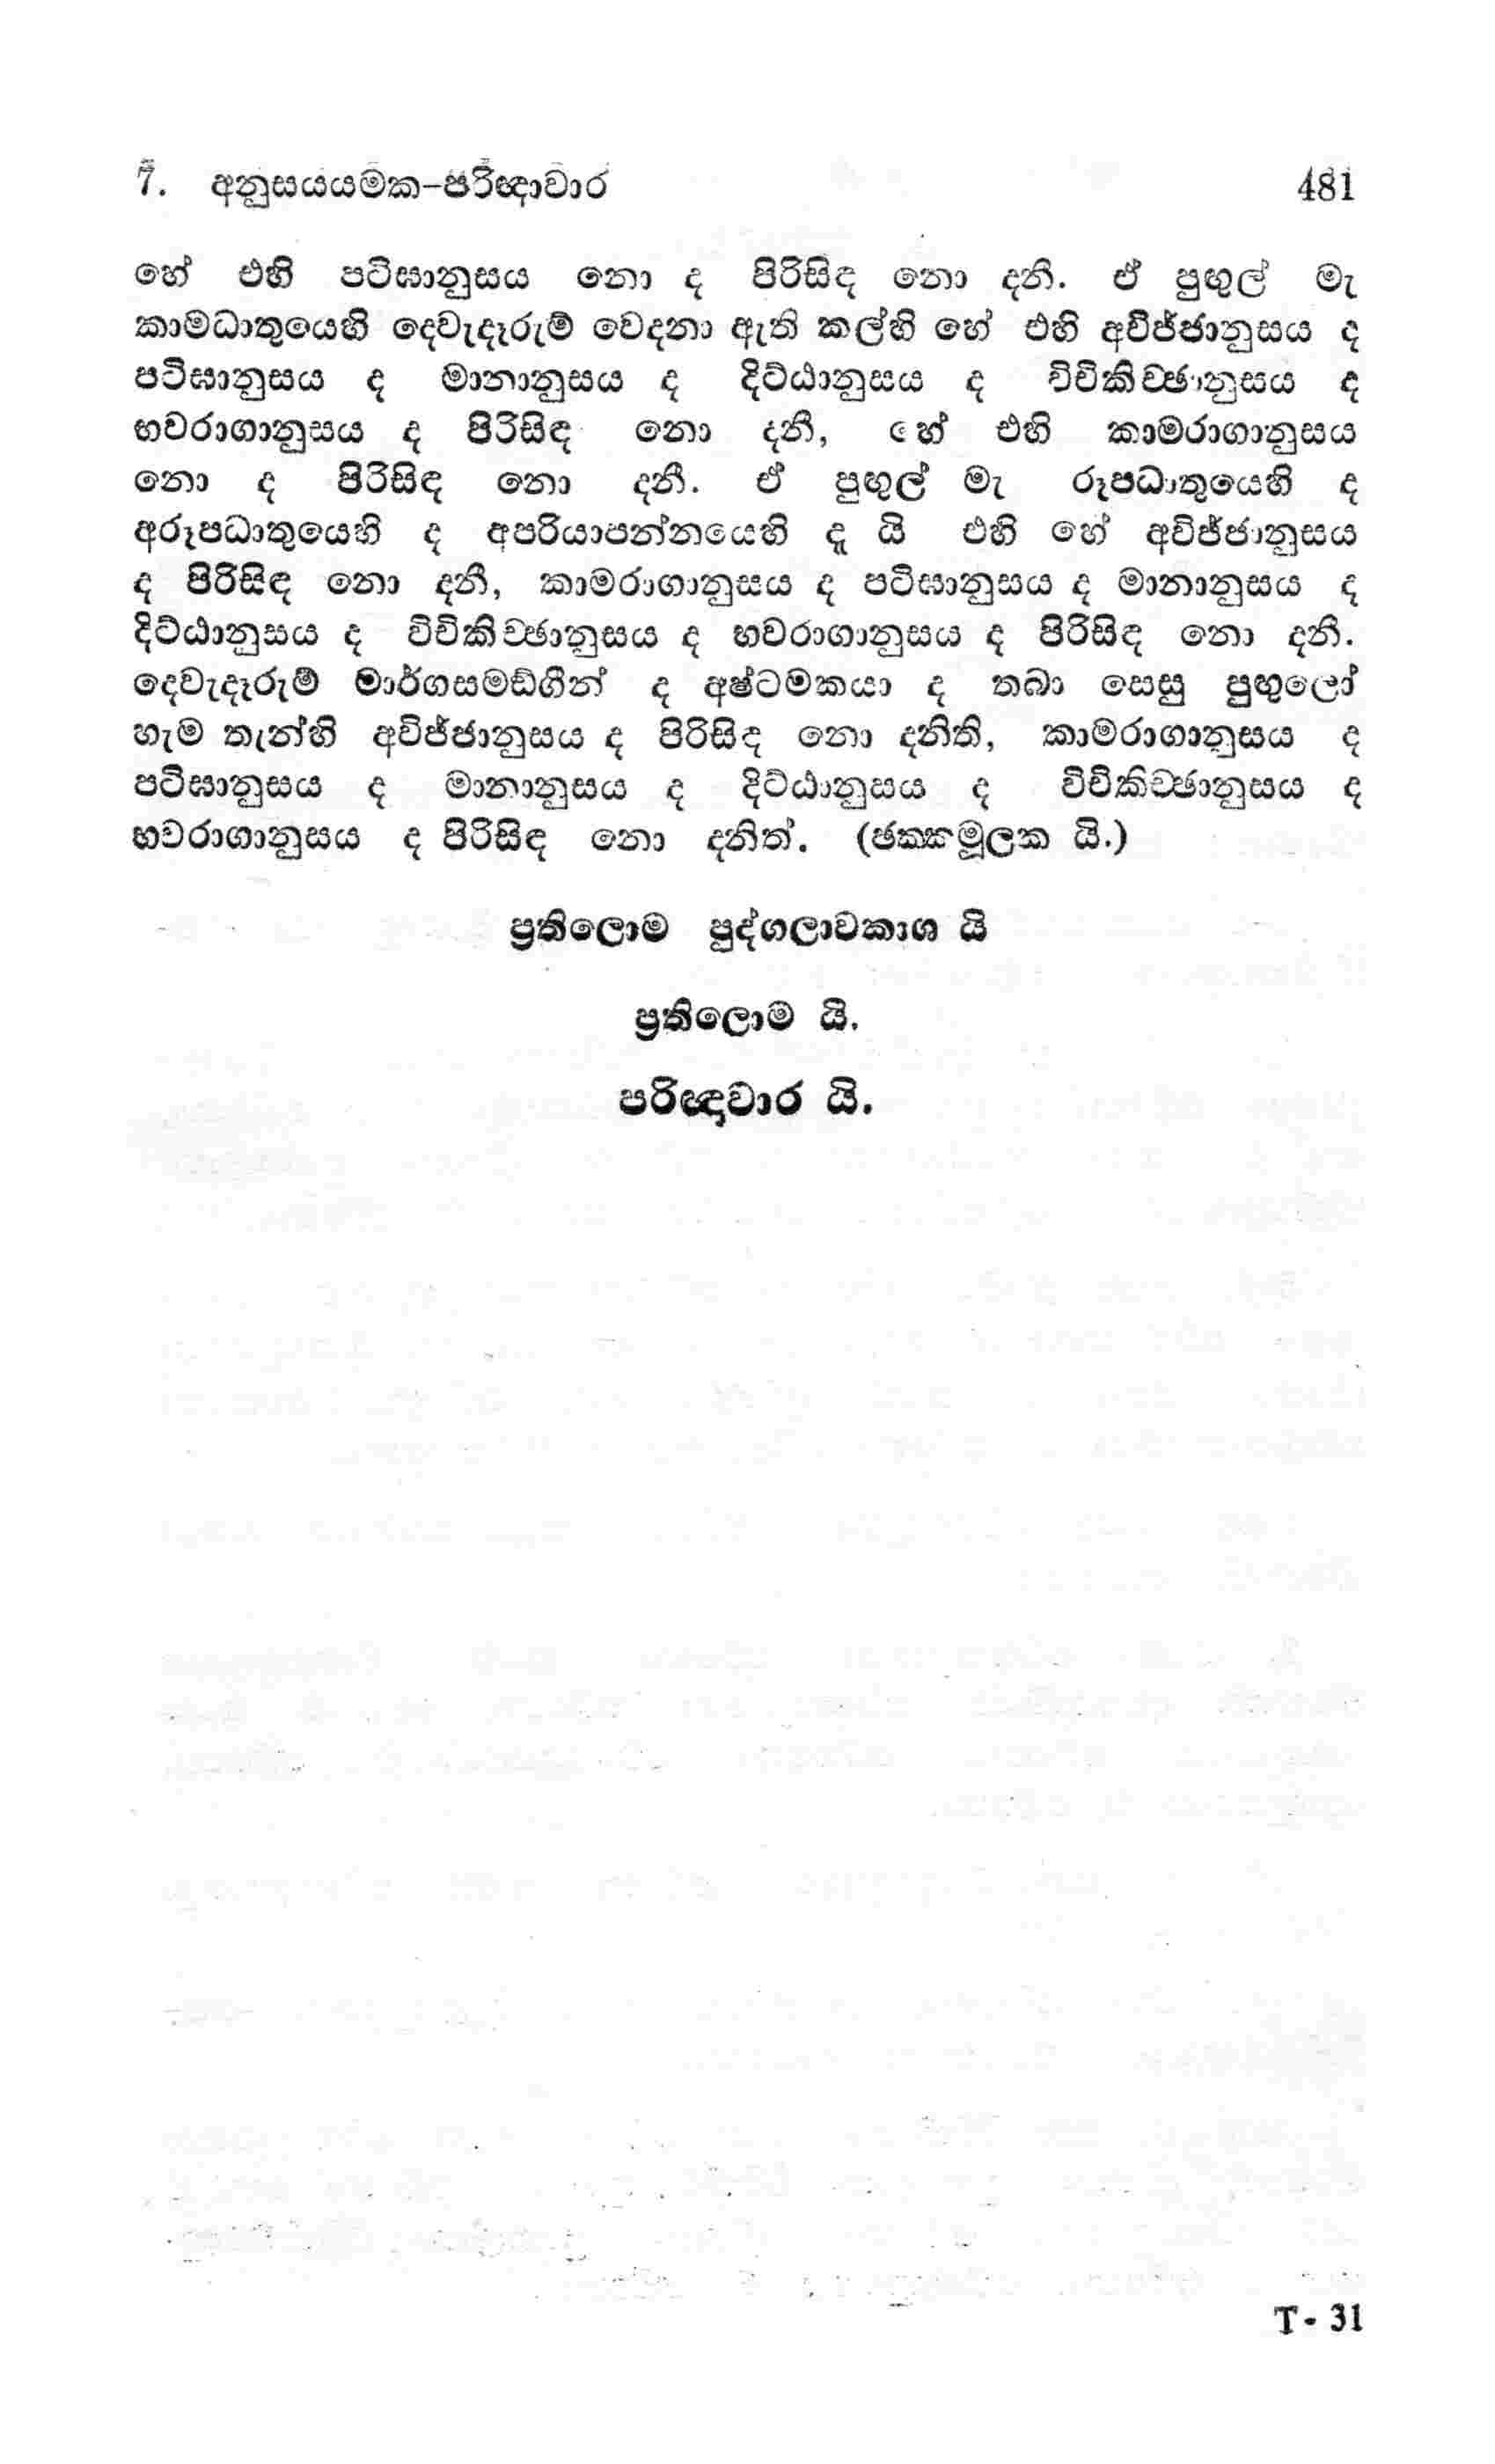 7. අනුසයයමක-පරිඥාවාර 481
හේ එහි පටිඝානුසය නො ද පිරිසිඳ නො දනී. ඒ පුඟුල් මැ
කාමධාතුයෙහි දෙවැදෑරුම් වෙදනා ඇති කල්හි හේ එහි අවිජ්ජානුසය ද
පටිඝානුසය ද මානානුසය ද දිට්ඨානුසය ද විචිකිච්ඡානුසය ද
භවරාගානුසය ද පිරිසිඳ නො දනී, හේ එහි කාමරාගානුසය
නො ද පිරිසිඳ නො දනී. ඒ පුඟුල් මැ රූපධාතුයෙහි ද
අරූපධාතුයෙහි ද අපරියාපන්නයෙහි දැ යි එහි හේ අවිජ්ජානුසය
ද පිරිසිඳ නො දනී, කාමරාගානුසය ද පටිඝානුසය ද මානානුසය ද
දිට්ඨානුසය ද විචිකිච්ඡානුසය ද භවරාගානුසය ද පිරිසිඳ නො දනී.
දෙවැදෑරුම් මාර්ගසමඞ්ගීන් ද අෂ්ටමකයා ද තබා සෙසු පුඟුලෝ
හැම තැන්හි අවිජ්ජානුසය ද පිරිසිඳ නො දනිති, කාමරාගානුසය ද
පටිඝානුසය ද මානානුසය ද දිට්ඨානුසය ද විචිකිච්ඡානුසය ද
භවරාගානුසය ද පිරිසිඳ නො දනිත්. (ඡක්කමූලක යි.)
ප්‍රතිලොම පුද්ගලාවකාශ යි
ප්‍රතිලොම යි.
පරිඥාවාර යි.
T - 31